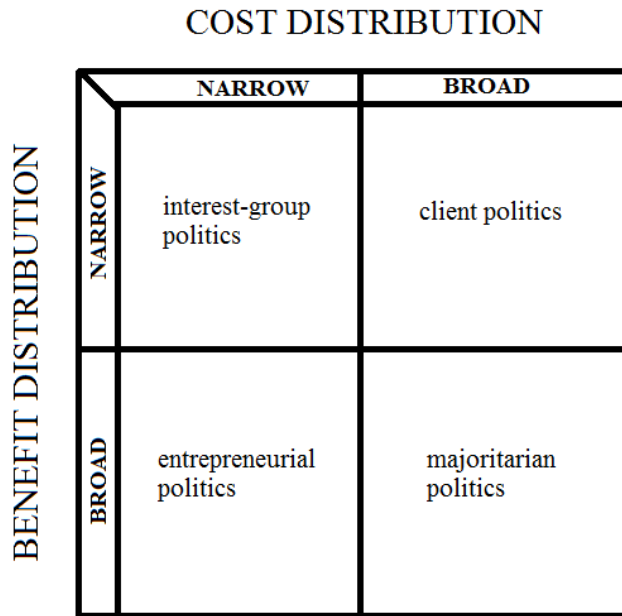 COST DISTRIBUTION
NARROW
BROAD
BENEFIT DISTRIBUTION
NARROW
interest-group
politics
client politics
BROAD
entrepreneurial
politics
majoritarian
politics